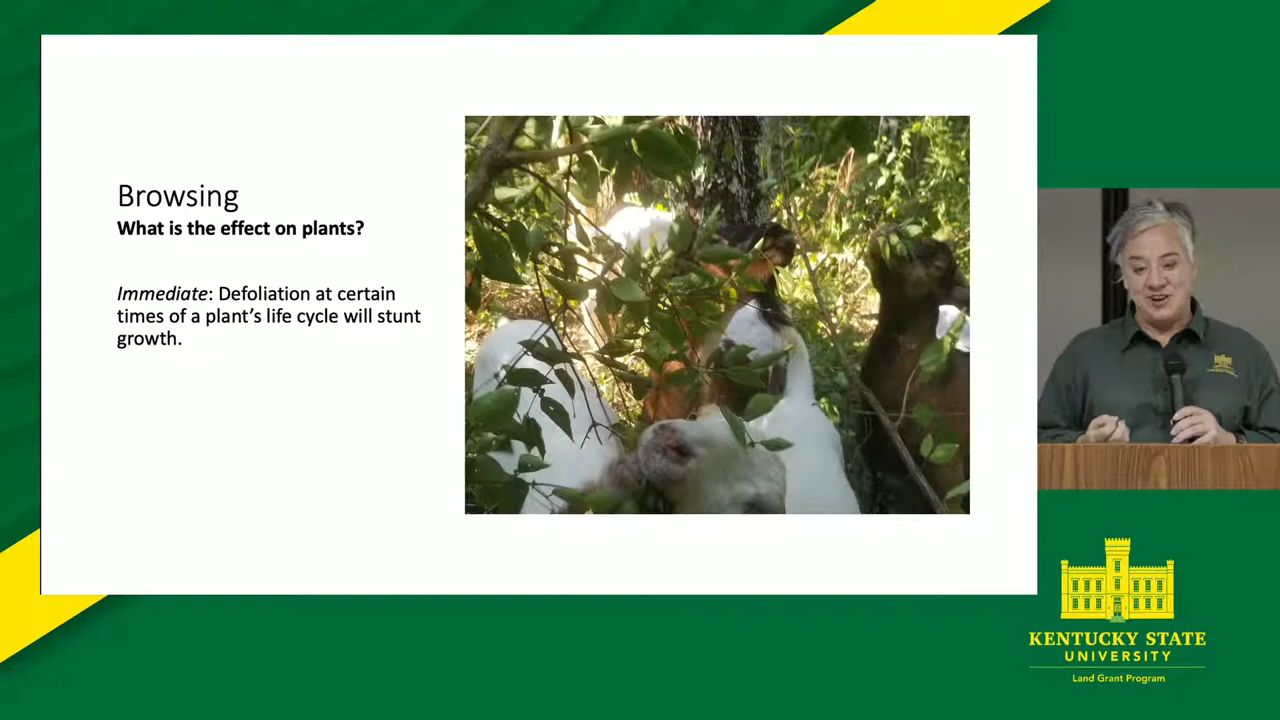 Browsing
What is the effect on plants?
Immediate: Defoliation at certain
times of a plant's life cycle will stunt
growth.
KENTUCKY STATE
UNIVERSITY
Land Grant Program